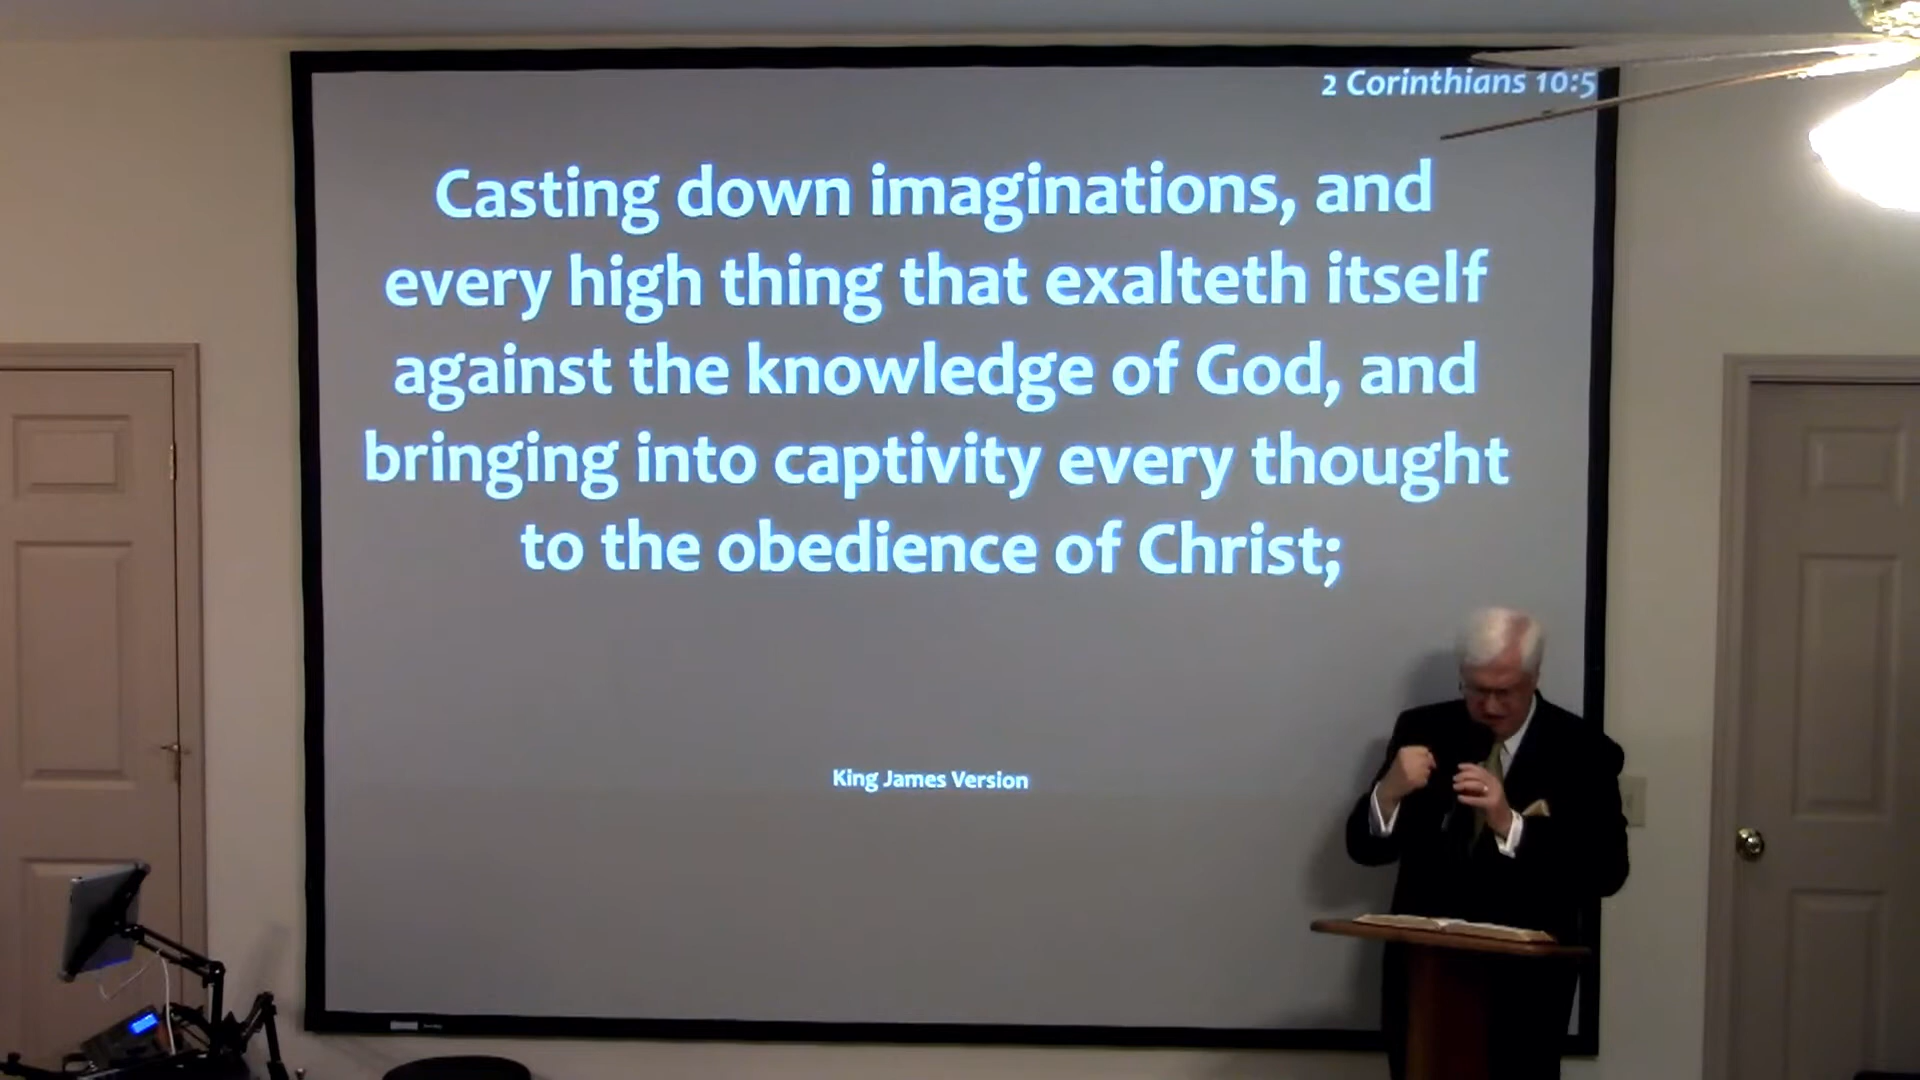 2 Corinthians 10:5
Casting down imaginations, and
every high thing that exalteth itself
against the knowledge of God, and
bringing into captivity every thought
to the obedience of Christ;
King James Version